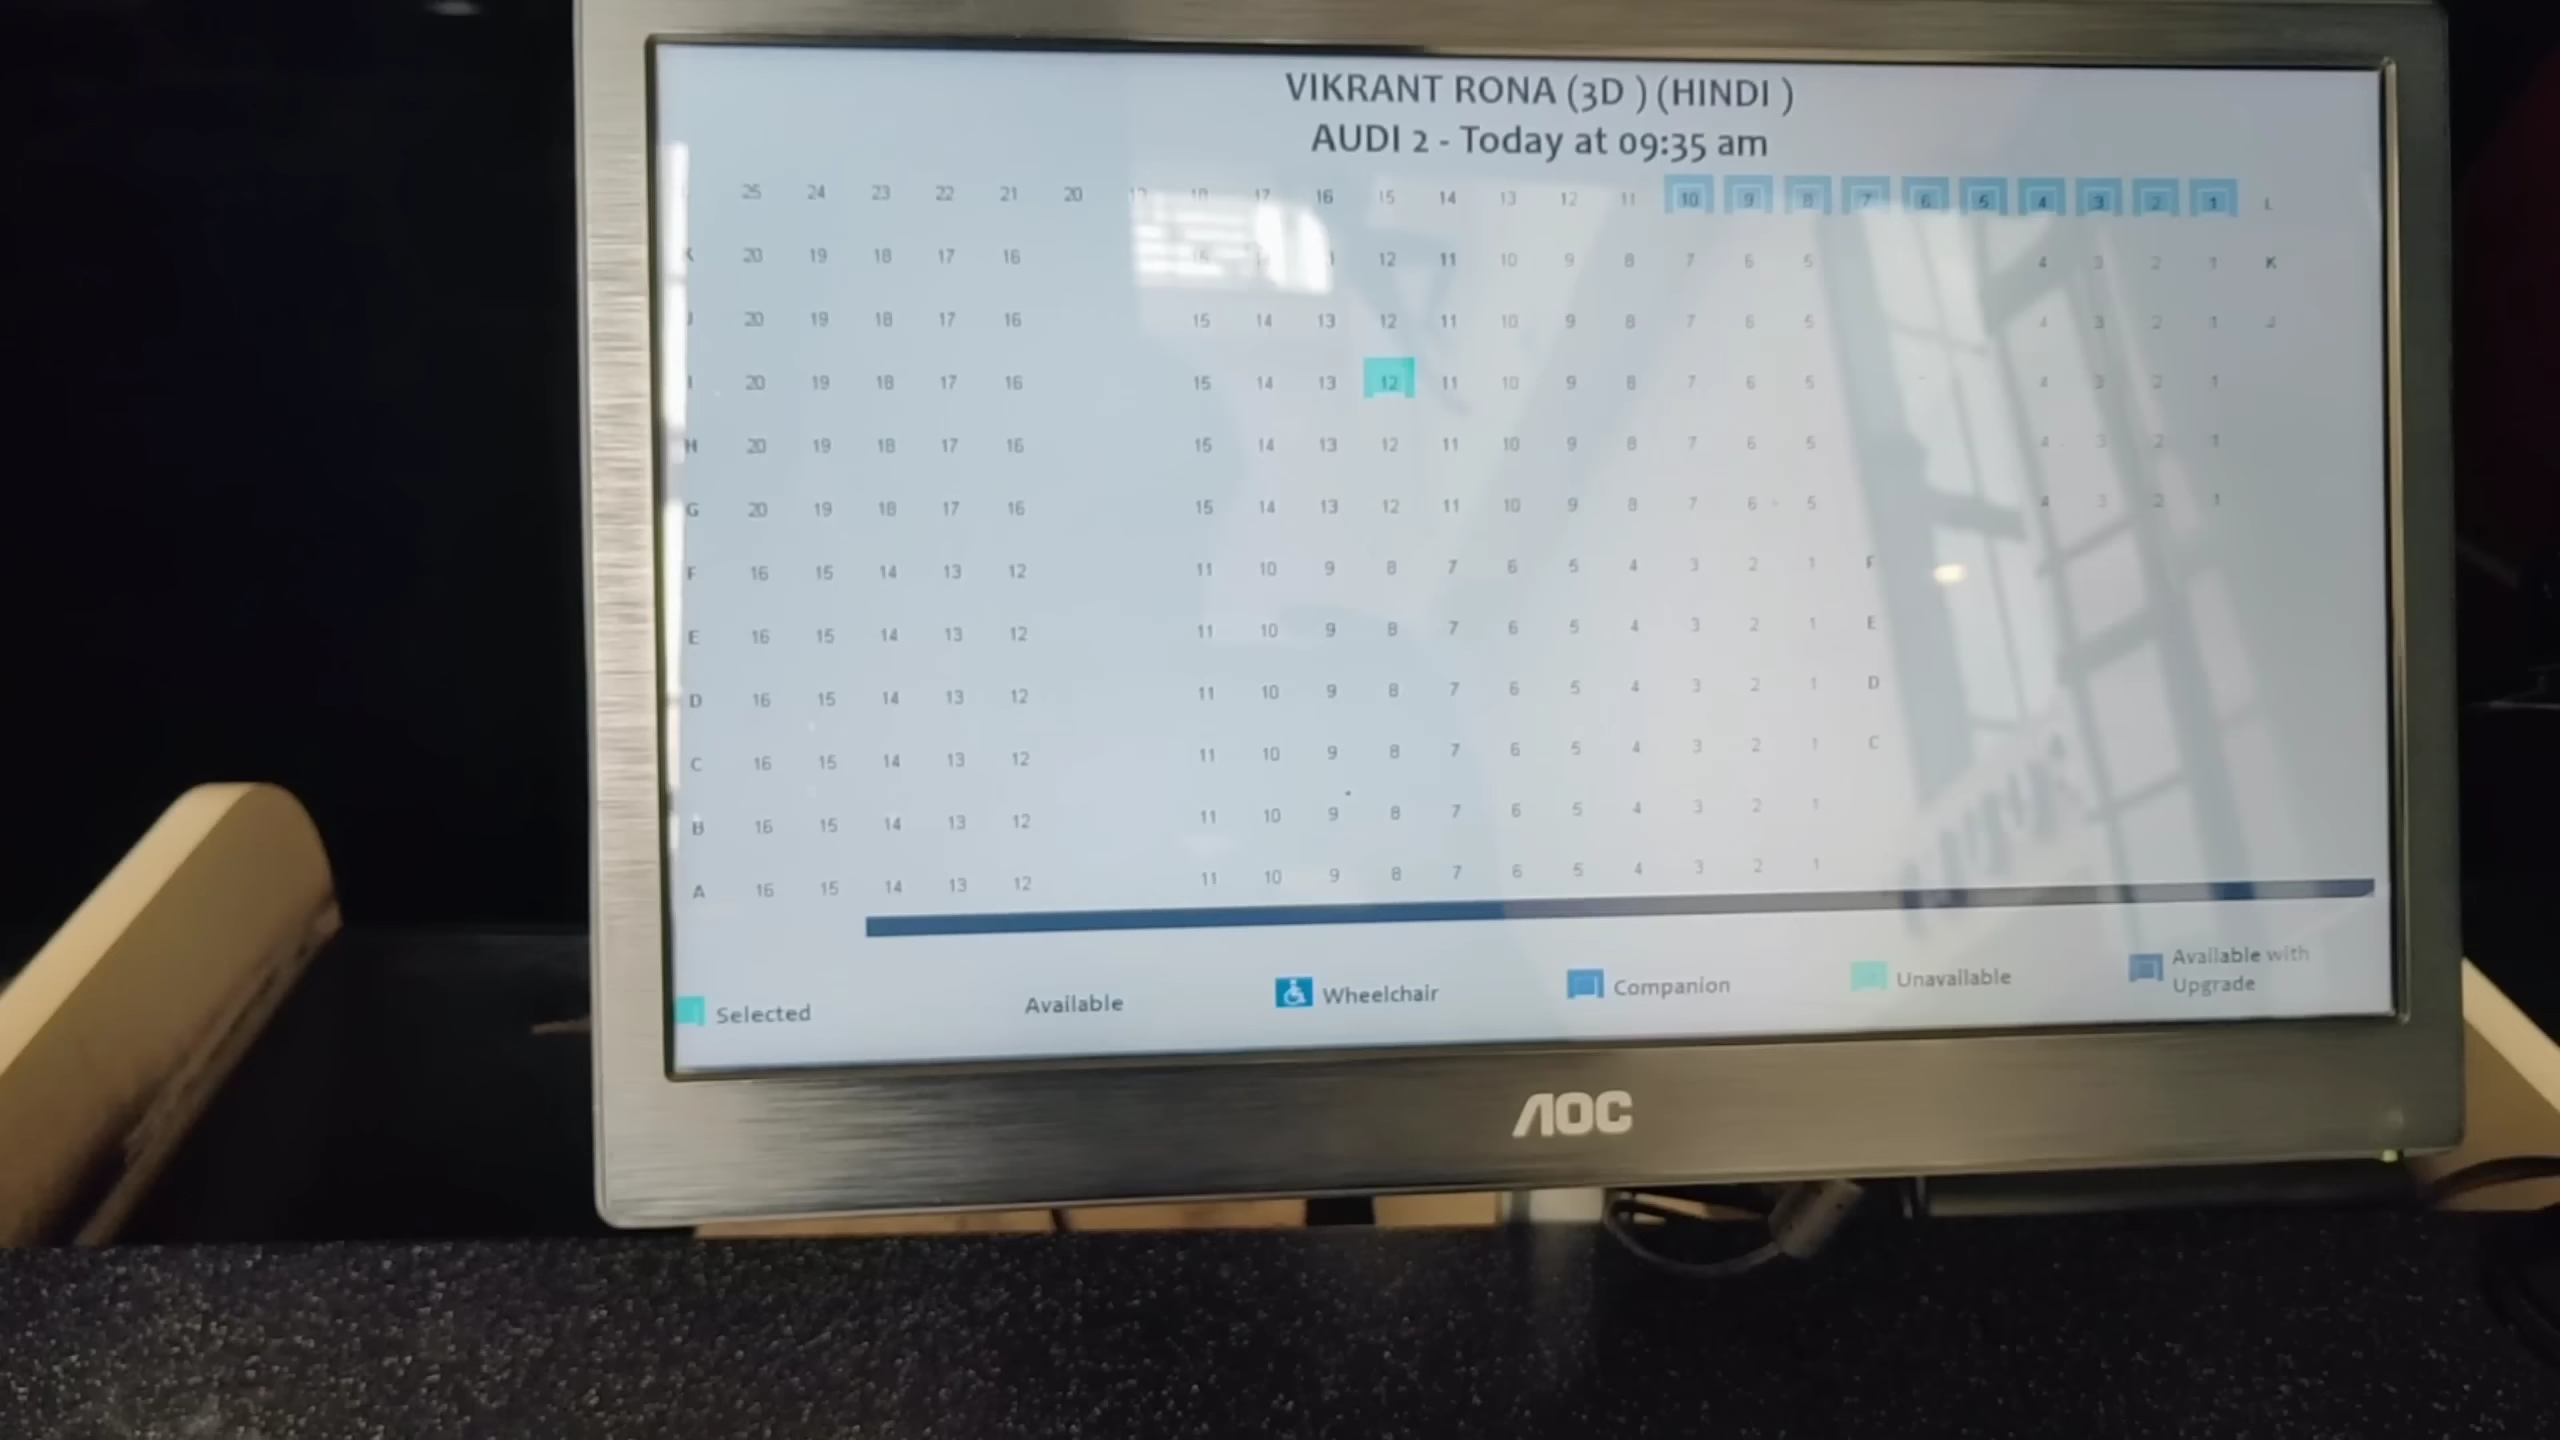 VIKRANT RONA (3D ) (HINDI )
AUDI 2 - Today at 09:35 am
25 24 23 22 21 20 17 16 15 14 13 12 11 10 9 8 7 6 5 4 3 2 1 L
K 20 19 18 17 16 12 11 10 9 8 7 6 5 4 3 2 1 K
J 20 19 18 17 16 15 14 13 12 11 10 9 8 7 6 5 4 3 2 1 J
I 20 19 18 17 16 15 14 13 12 11 10 9 8 7 6 5 4 3 2 1
H 20 19 18 17 16 15 14 13 12 11 10 9 8 7 6 5 4 3 2 1
G 20 19 18 17 16 15 14 13 12 11 10 9 8 7 6 5 4 3 2 1
F 16 15 14 13 12 11 10 9 8 7 6 5 4 3 2 1 F
E 16 15 14 13 12 11 10 9 8 7 6 5 4 3 2 1 E
D 16 15 14 13 12 11 10 9 8 7 6 5 4 3 2 1 D
C 16 15 14 13 12 11 10 9 8 7 6 5 4 3 2 1 C
B 16 15 14 13 12 11 10 9 8 7 6 5 4 3 2 1
A 16 15 14 13 12 11 10 9 8 7 6 5 4 3 2 1
Selected
Available
Wheelchair
Companion
Unavailable
Available with
Upgrade
AOC